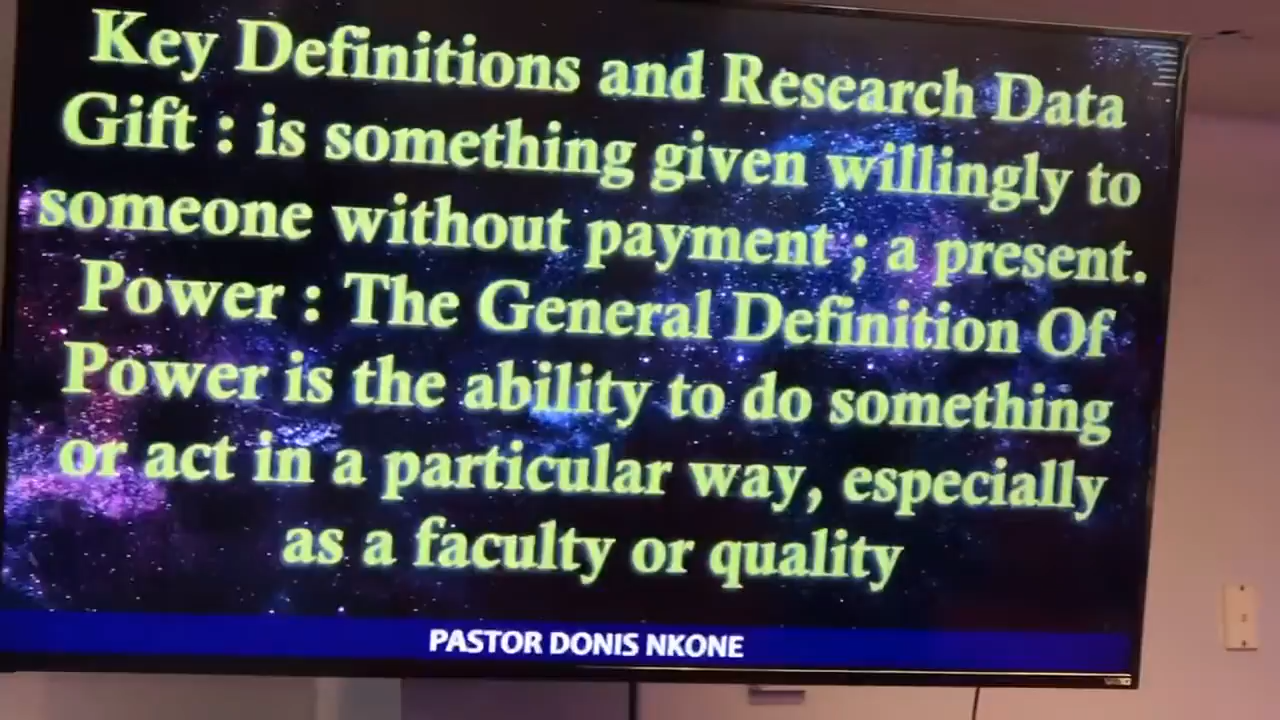 Key Definitions and Research Data
Gift : is something given willingly to
someone without payment ; a present.
Power : The General Definition Of
Power is the ability to do something
or act in a particular way, especially
as a faculty or quality
PASTOR DONIS NKONE
VIZIO